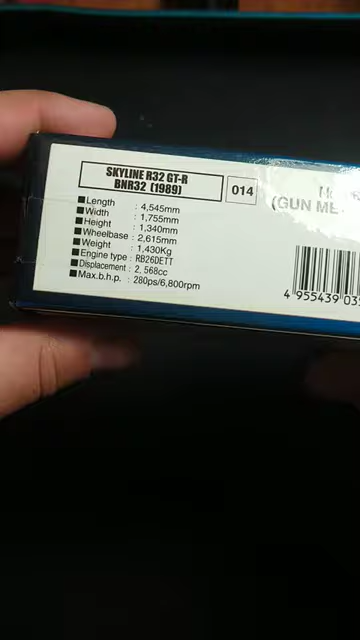 SKYLINE R32 GT-R
BNR32 (1989)
014
(GUN ME
■Length : 4,545mm
■Width : 1,755mm
■Height : 1,340mm
■Wheelbase : 2,615mm
■Weight : 1,430Kg
■Engine type : RB26DETT
■Displacement : 2.568cc
■Max.b.h.p. : 280ps/6,800rpm
4 955439 03